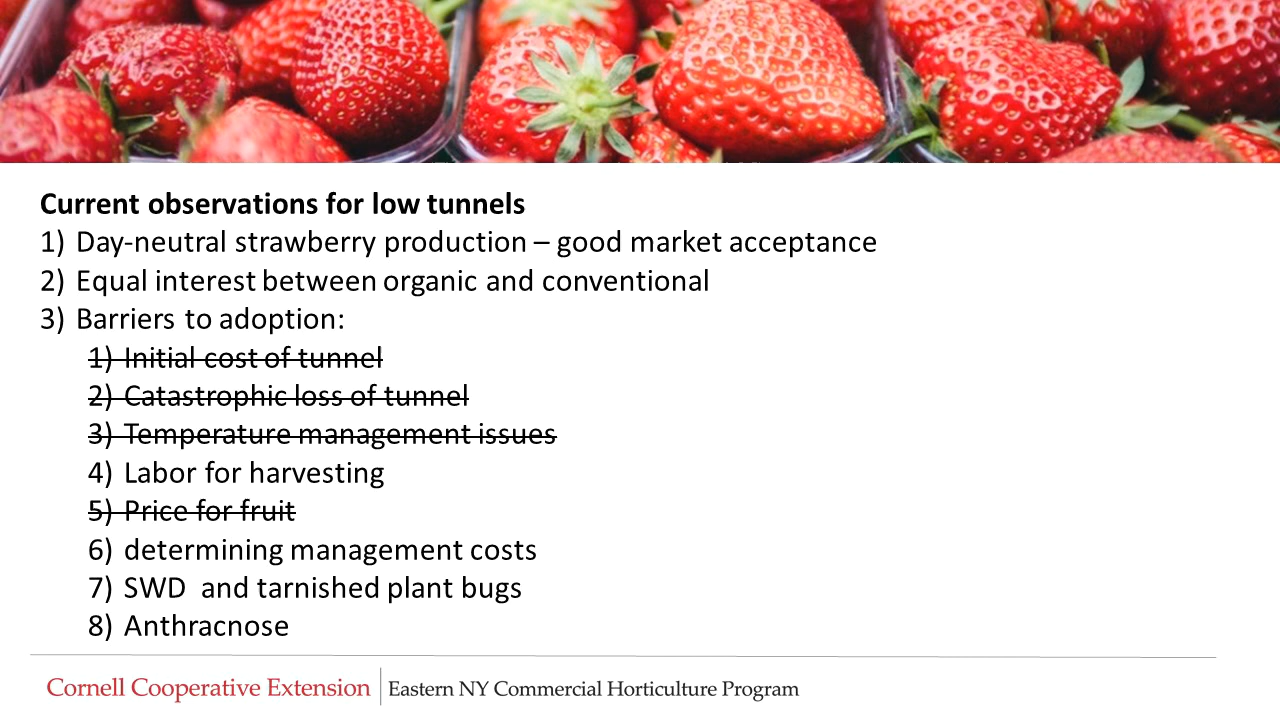 Current observations for low tunnels
1) Day-neutral strawberry production – good market acceptance
2) Equal interest between organic and conventional
3) Barriers to adoption:
1) Initial cost of tunnel
2) Catastrophic loss of tunnel
3) Temperature management issues
4) Labor for harvesting
5) Price for fruit
6) determining management costs
7) SWD and tarnished plant bugs
8) Anthracnose
Cornell Cooperative Extension | Eastern NY Commercial Horticulture Program